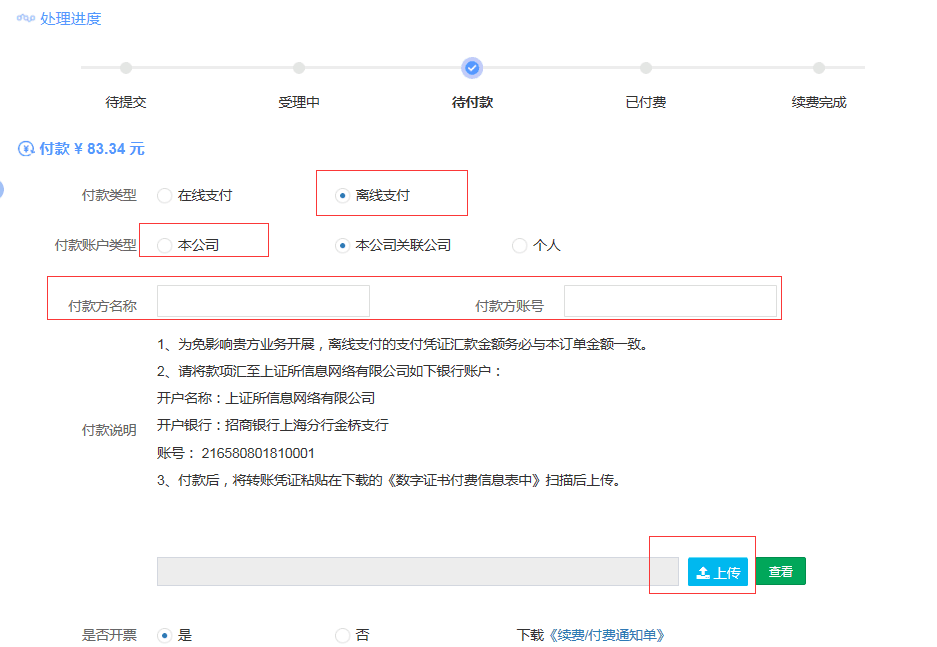 处理进度
待提交 受理中 待付款 已付费 续费完成
付款 ¥ 83.34 元
付款类型 在线支付 离线支付
付款账户类型 本公司 本公司关联公司 个人
付款方名称 付款方账号
1、为免影响贵方业务开展，离线支付的支付凭证汇款金额务必与本订单金额一致。
2、请将款项汇至上证所信息网络有限公司如下银行账户：
开户名称：上证所信息网络有限公司
开户银行：招商银行上海分行金桥支行
付款说明
账号： 216580801810001
3、付款后，将转账凭证粘贴在下载的《数字证书付费信息表中》扫描后上传。
上传 查看
是否开票 是 否 下载《续费/付费通知单》